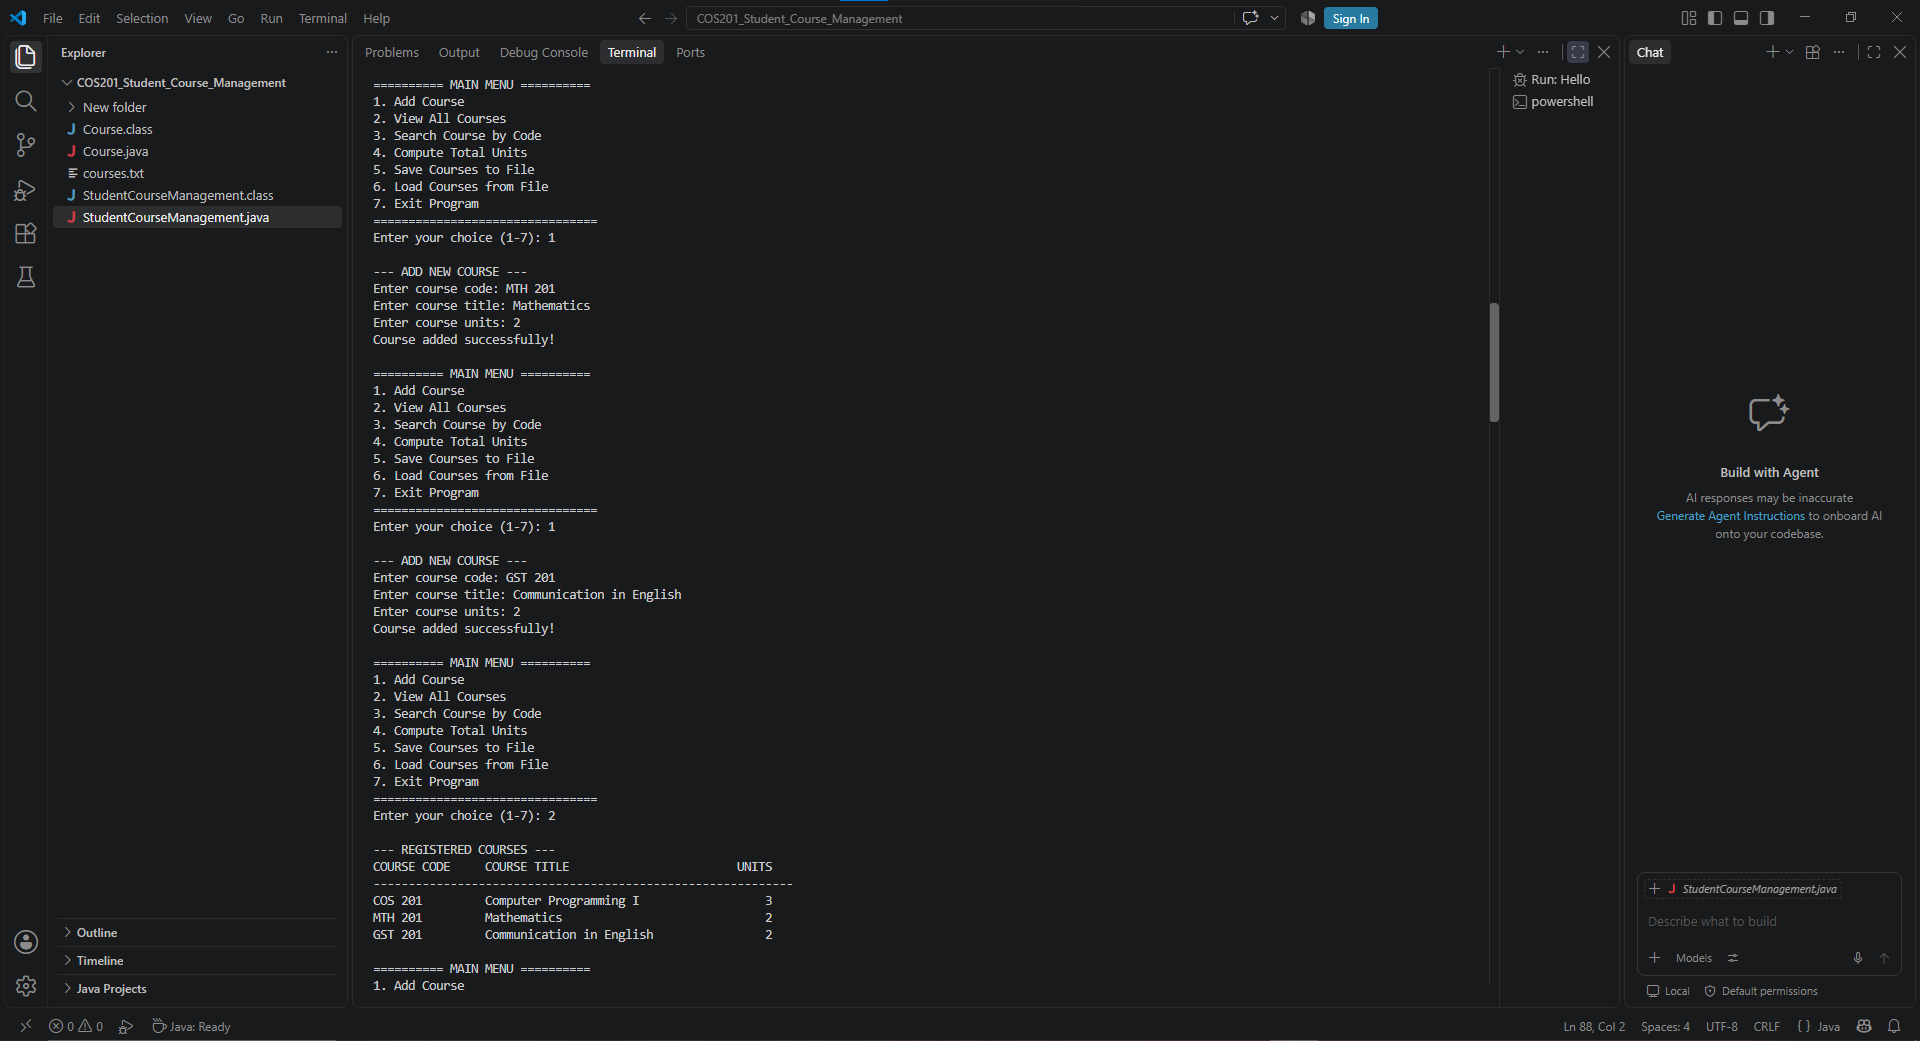 File Edit Selection View Go Run Terminal Help
COS201_Student_Course_Management
Sign In
Explorer
COS201_Student_Course_Management
New folder
Course.class
Course.java
courses.txt
StudentCourseManagement.class
StudentCourseManagement.java
Outline
Timeline
Java Projects
Problems Output Debug Console Terminal Ports
========== MAIN MENU ==========
1. Add Course
2. View All Courses
3. Search Course by Code
4. Compute Total Units
5. Save Courses to File
6. Load Courses from File
7. Exit Program
================================
Enter your choice (1-7): 1
--- ADD NEW COURSE ---
Enter course code: MTH 201
Enter course title: Mathematics
Enter course units: 2
Course added successfully!
========== MAIN MENU ==========
1. Add Course
2. View All Courses
3. Search Course by Code
4. Compute Total Units
5. Save Courses to File
6. Load Courses from File
7. Exit Program
================================
Enter your choice (1-7): 1
--- ADD NEW COURSE ---
Enter course code: GST 201
Enter course title: Communication in English
Enter course units: 2
Course added successfully!
========== MAIN MENU ==========
1. Add Course
2. View All Courses
3. Search Course by Code
4. Compute Total Units
5. Save Courses to File
6. Load Courses from File
7. Exit Program
================================
Enter your choice (1-7): 2
--- REGISTERED COURSES ---
COURSE CODE COURSE TITLE UNITS
------------------------------------------------------------
COS 201 Computer Programming I 3
MTH 201 Mathematics 2
GST 201 Communication in English 2
========== MAIN MENU ==========
1. Add Course
Run: Hello
powershell
Chat
Build with Agent
AI responses may be inaccurate
Generate Agent Instructions to onboard AI
onto your codebase.
StudentCourseManagement.java
Describe what to build
Models
Local Default permissions
0 0 Java: Ready
Ln 88, Col 2 Spaces: 4 UTF-8 CRLF {} Java